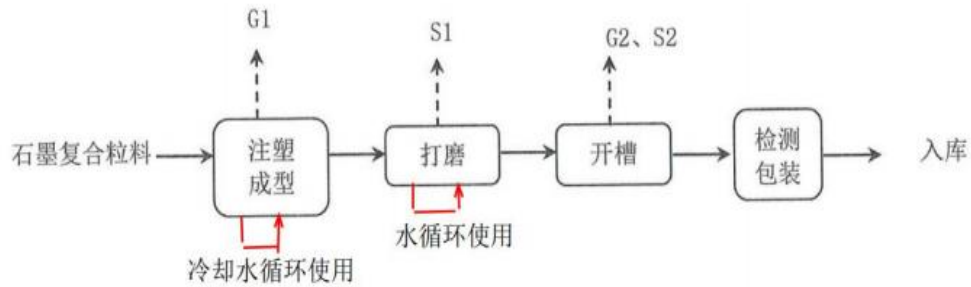 G1
S1
G2、S2
石墨复合粒料
注塑
成型
打磨
开槽
检测
包装
入库
水循环使用
冷却水循环使用